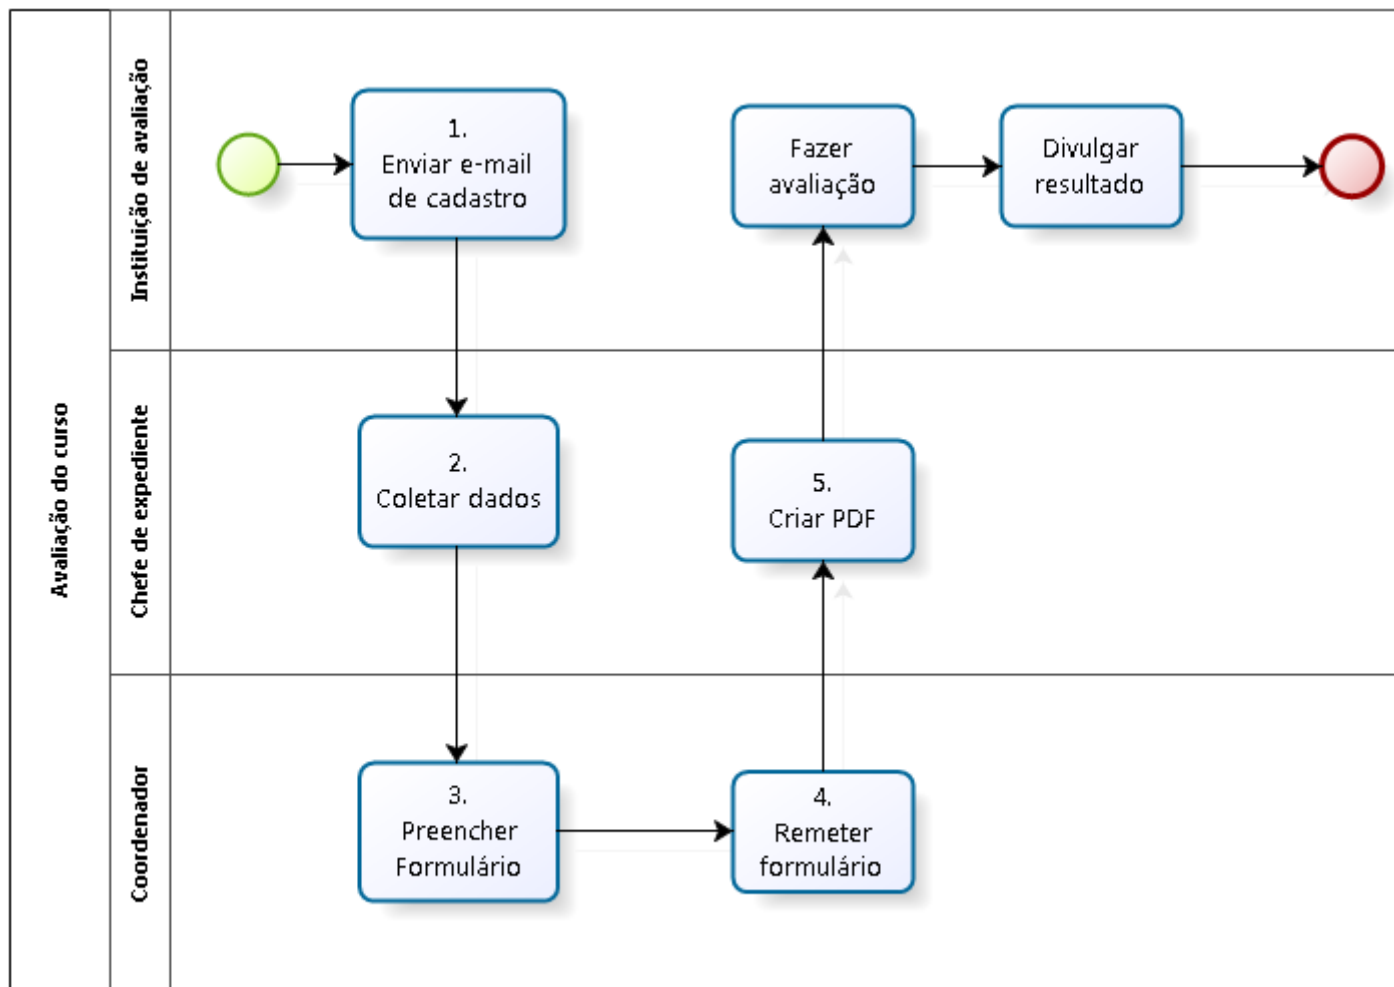 Avaliação do curso
Instituição de avaliação
1.
Enviar e-mail
de cadastro
Fazer
avaliação
Divulgar
resultado
Chefe de expediente
2.
Coletar dados
5.
Criar PDF
Coordenador
3.
Preencher
Formulário
4.
Remeter
formulário